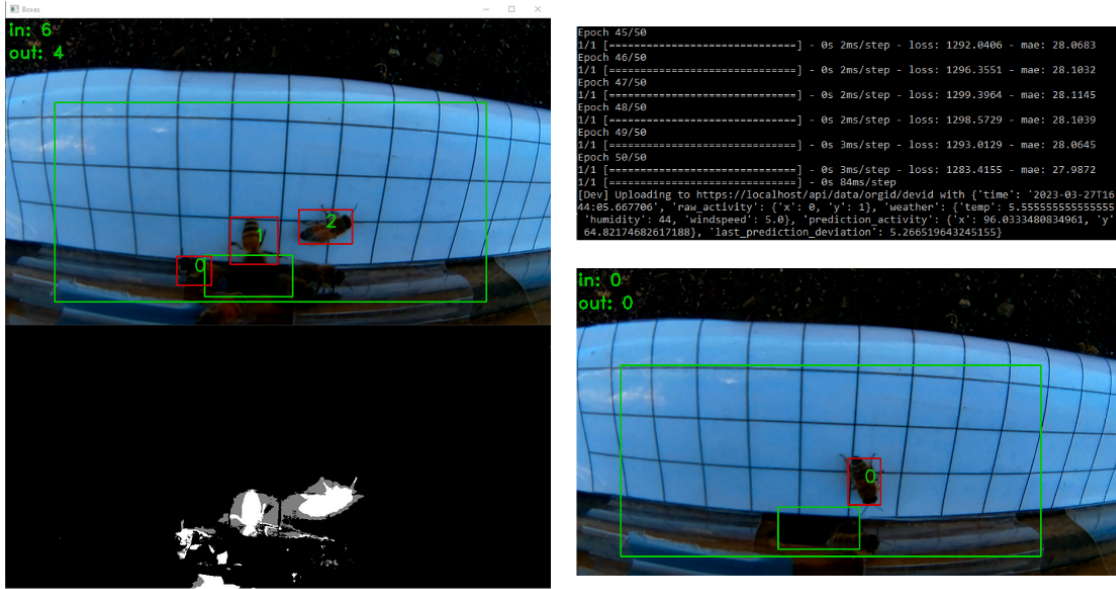 Boxes
in: 6
out: 4
1
2
0
Epoch 45/50
1/1 [==============================] - 0s 2ms/step - loss: 1292.0406 - mae: 28.0683
Epoch 46/50
1/1 [==============================] - 0s 2ms/step - loss: 1296.3551 - mae: 28.1032
Epoch 47/50
1/1 [==============================] - 0s 2ms/step - loss: 1299.3964 - mae: 28.1145
Epoch 48/50
1/1 [==============================] - 0s 2ms/step - loss: 1298.5729 - mae: 28.1039
Epoch 49/50
1/1 [==============================] - 0s 3ms/step - loss: 1293.0129 - mae: 28.0645
Epoch 50/50
1/1 [==============================] - 0s 3ms/step - loss: 1283.4155 - mae: 27.9872
1/1 [==============================] - 0s 84ms/step
[Dev] Uploading to https://localhost/api/data/orgid/devid with {'time': '2023-03-27T16
44:05.667706', 'raw_activity': {'x': 0, 'y': 1}, 'weather': {'temp': 5.555555555555555
'humidity': 44, 'windspeed': 5.0}, 'prediction_activity': {'x': 96.0333480834961, 'y'
64.82174682617188}, 'last_prediction_deviation': 5.266519643245155}
in: 0
out: 0
0